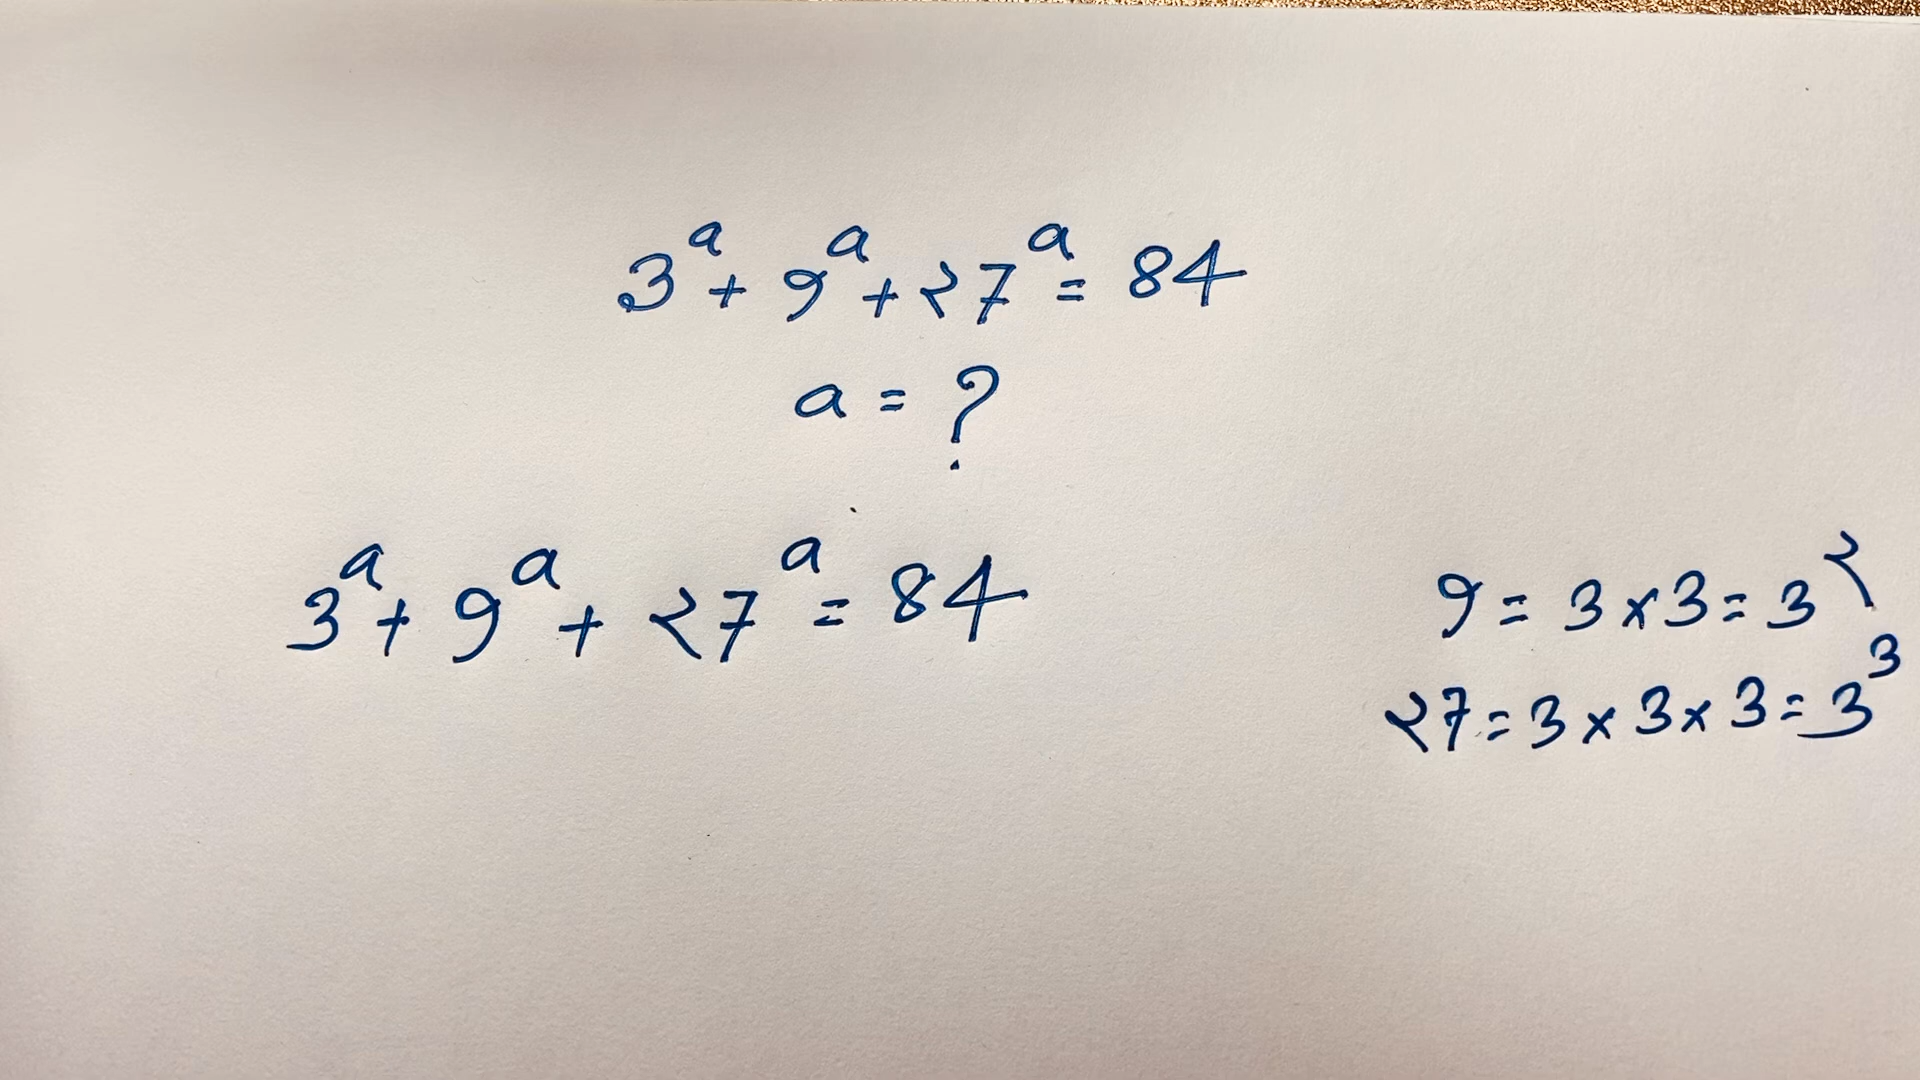 3^a + 9^a + 27^a = 84
a = ?
3^a + 9^a + 27^a = 84
9 = 3 x 3 = 3^2
27 = 3 x 3 x 3 = 3^3